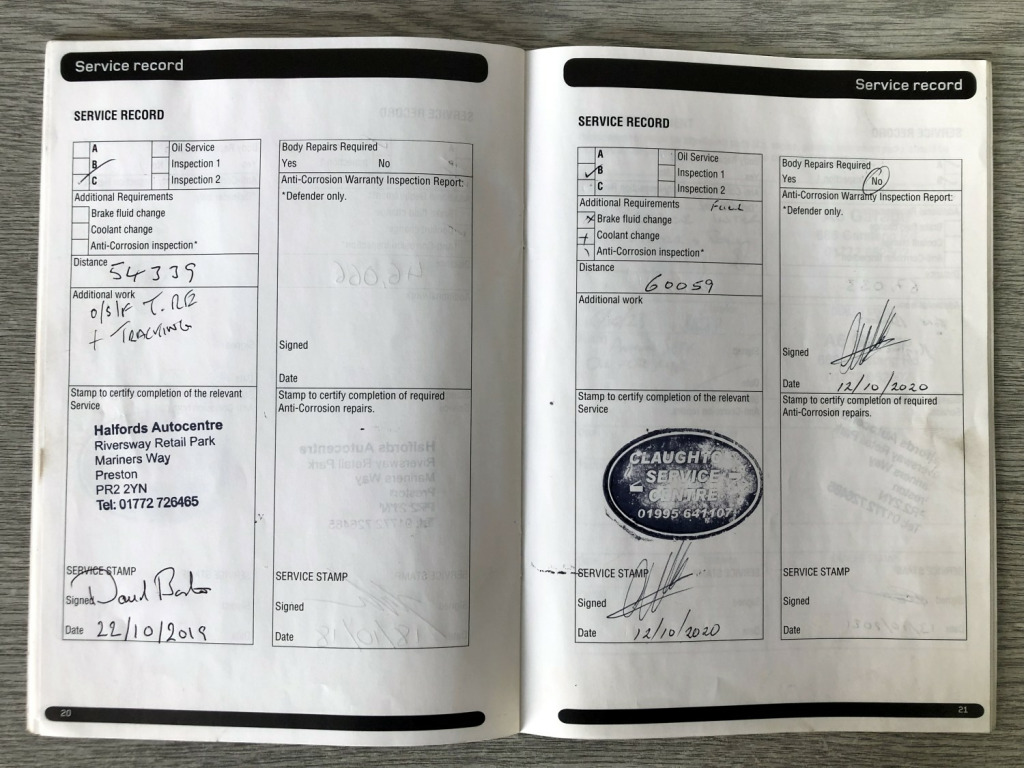 Service record
SERVICE RECORD
A Oil Service
B Inspection 1
C Inspection 2
Additional Requirements
Brake fluid change
Coolant change
Anti-Corrosion inspection*
Distance 54339
Additional work
O/S/F
+ TRACKING
Stamp to certify completion of the relevant
Service
Halfords Autocentre
Riversway Retail Park
Mariners Way
Preston
PR2 2YN
Tel: 01772 726465
SERVICE STAMP
Signed David
Date 22/10/2019
Body Repairs Required
Yes No
Anti-Corrosion Warranty Inspection Report:
*Defender only.
Signed
Date
Stamp to certify completion of required
Anti-Corrosion repairs.
SERVICE STAMP
Signed
Date
20
Service record
SERVICE RECORD
A Oil Service
B Inspection 1
C Inspection 2
Additional Requirements Full
Brake fluid change
Coolant change
Anti-Corrosion inspection*
Distance
60059
Additional work
Stamp to certify completion of the relevant
Service
CLAUGHTON
SERVICE
CENTRE
01995 641107
SERVICE STAMP
Signed
Date 12/10/2020
Body Repairs Required
Yes No
Anti-Corrosion Warranty Inspection Report:
*Defender only.
Signed
Date 12/10/2020
Stamp to certify completion of required
Anti-Corrosion repairs.
SERVICE STAMP
Signed
Date
21